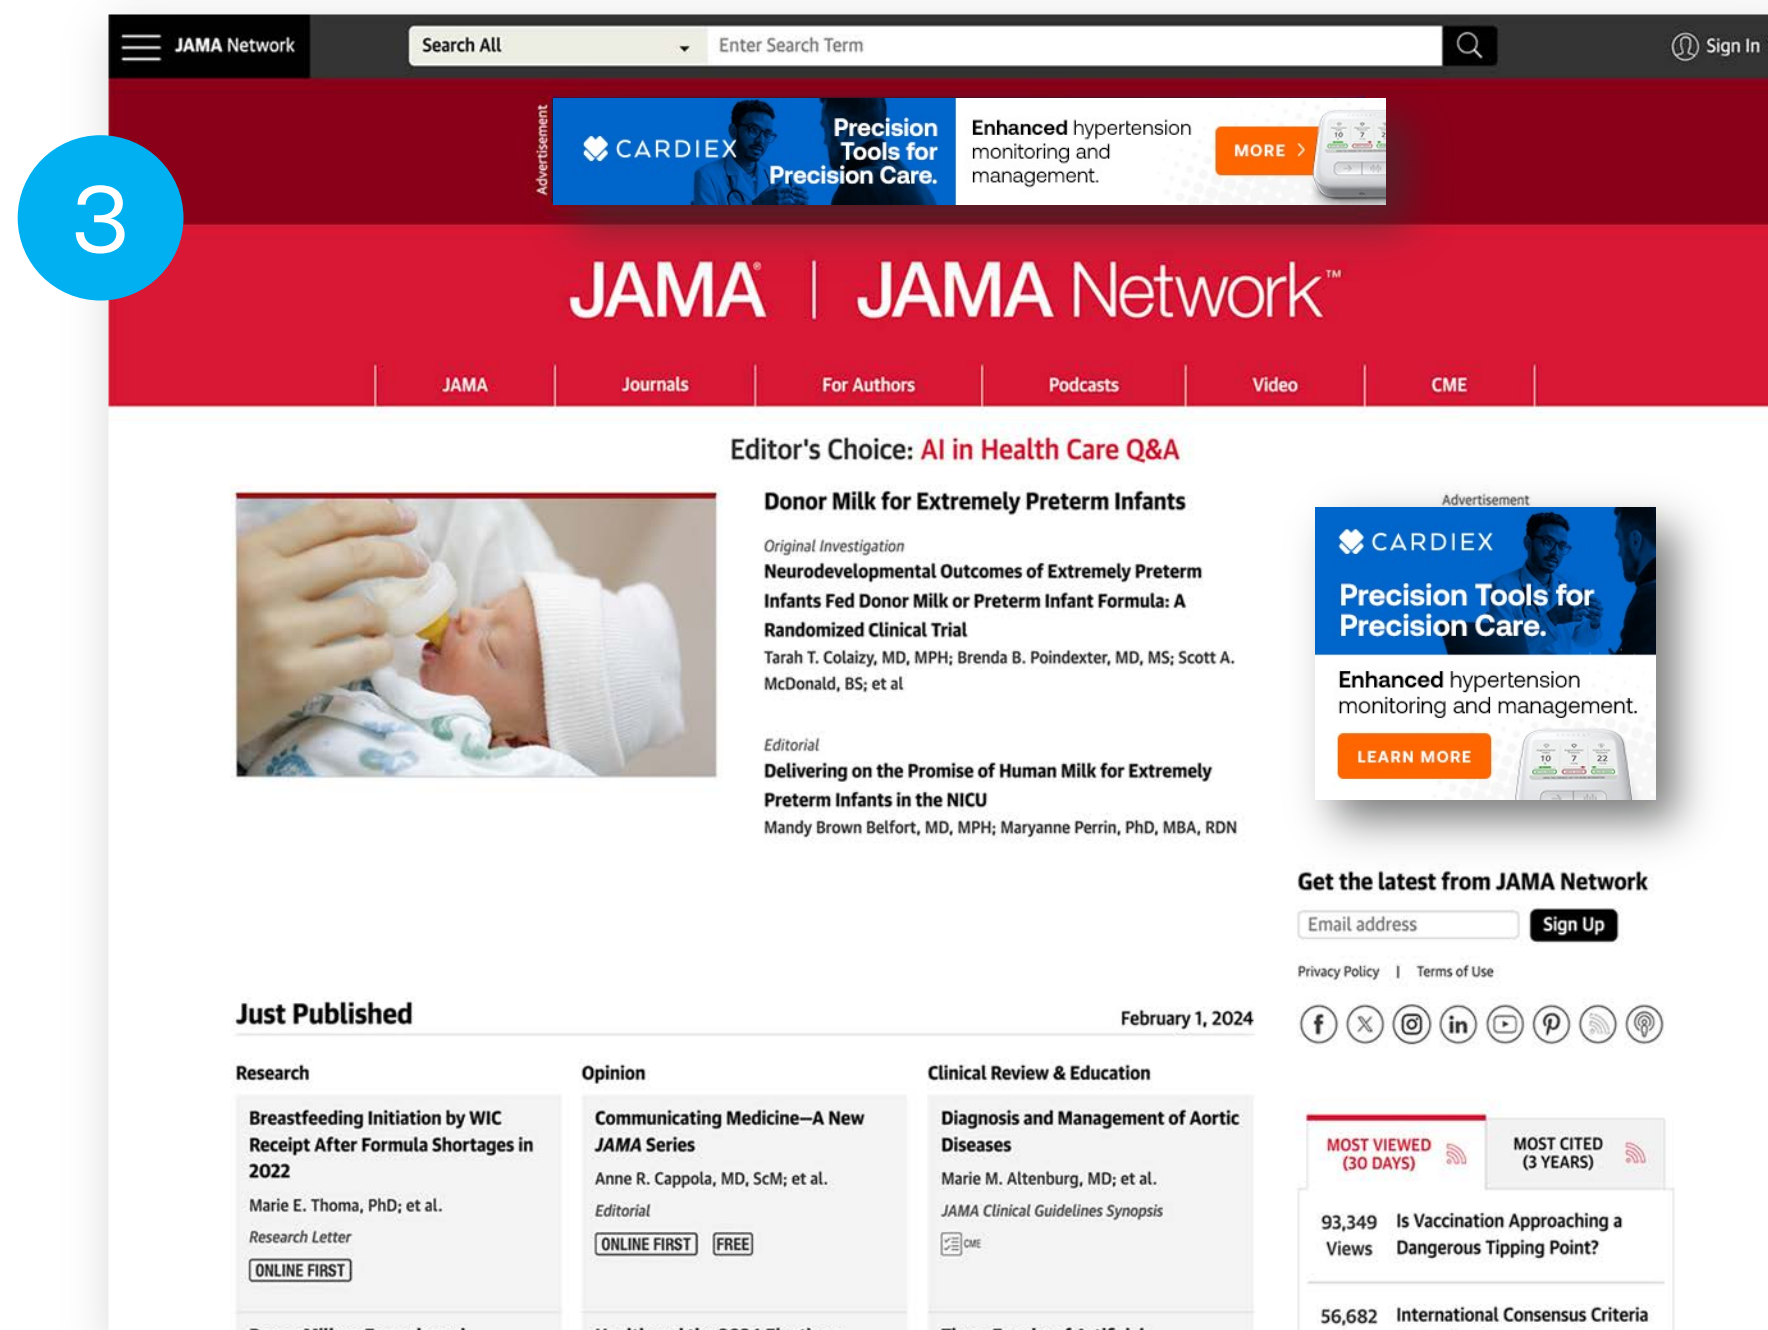 JAMA Network
Search All
Enter Search Term
Sign In
3
Advertisement
CARDIEX
Precision
Tools for
Precision Care.
Enhanced hypertension
monitoring and
management.
MORE >
10 7 2
JAMA® | JAMA Network™
JAMA
Journals
For Authors
Podcasts
Video
CME
Editor's Choice: AI in Health Care Q&A
Donor Milk for Extremely Preterm Infants
Original Investigation
Neurodevelopmental Outcomes of Extremely Preterm
Infants Fed Donor Milk or Preterm Infant Formula: A
Randomized Clinical Trial
Tarah T. Colaizy, MD, MPH; Brenda B. Poindexter, MD, MS; Scott A.
McDonald, BS; et al
Editorial
Delivering on the Promise of Human Milk for Extremely
Preterm Infants in the NICU
Mandy Brown Belfort, MD, MPH; Maryanne Perrin, PhD, MBA, RDN
Advertisement
CARDIEX
Precision Tools for
Precision Care.
Enhanced hypertension
monitoring and management.
LEARN MORE
10 7 22
Get the latest from JAMA Network
Email address
Sign Up
Privacy Policy | Terms of Use
Just Published
February 1, 2024
Research
Breastfeeding Initiation by WIC
Receipt After Formula Shortages in
2022
Marie E. Thoma, PhD; et al.
Research Letter
ONLINE FIRST
Opinion
Communicating Medicine—A New
JAMA Series
Anne R. Cappola, MD, ScM; et al.
Editorial
ONLINE FIRST FREE
Clinical Review & Education
Diagnosis and Management of Aortic
Diseases
Marie M. Altenburg, MD; et al.
JAMA Clinical Guidelines Synopsis
CME
MOST VIEWED
(30 DAYS)
MOST CITED
(3 YEARS)
93,349
Views
Is Vaccination Approaching a
Dangerous Tipping Point?
56,682
International Consensus Criteria